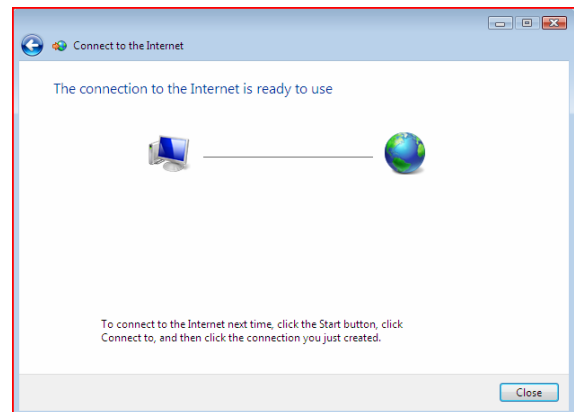 Connect to the Internet
The connection to the Internet is ready to use
To connect to the Internet next time, click the Start button, click
Connect to, and then click the connection you just created.
Close